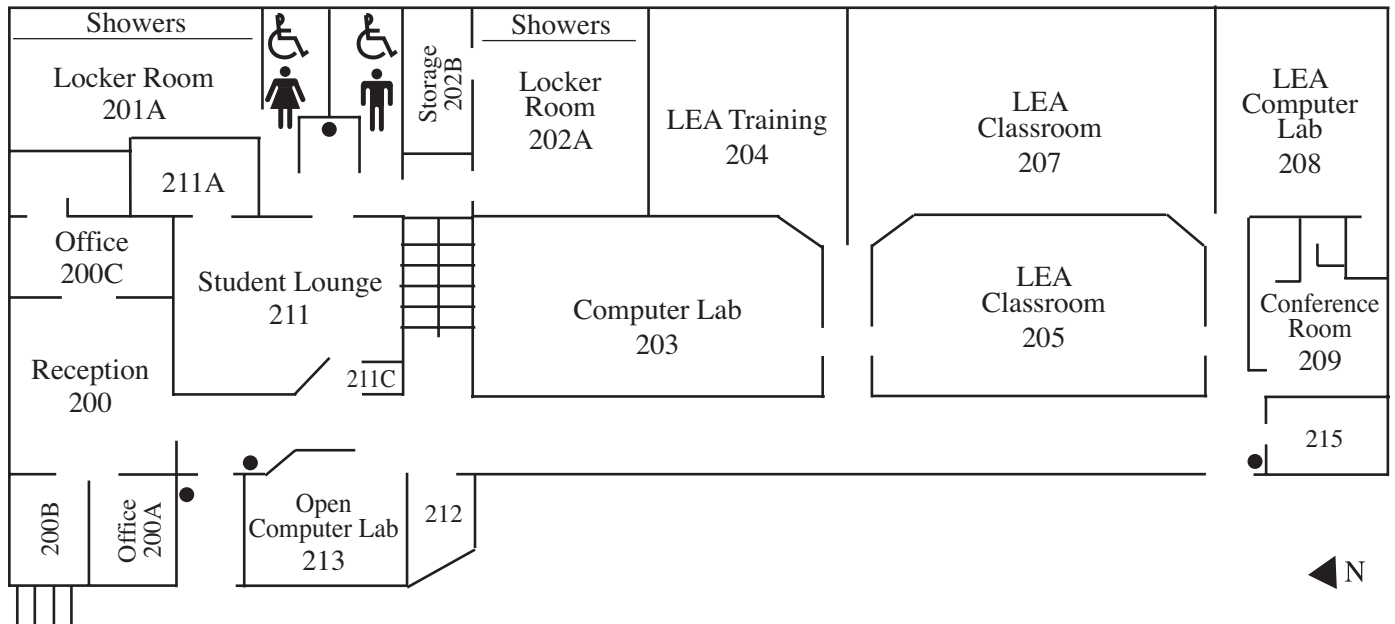 Showers
Locker Room
201A
Storage
202B
Showers
Locker
Room
202A
LEA Training
204
LEA
Classroom
207
LEA
Computer
Lab
208
211A
Office
200C
Student Lounge
211
Computer Lab
203
LEA
Classroom
205
Conference
Room
209
Reception
200
211C
215
200B
Office
200A
Open
Computer Lab
213
212
N